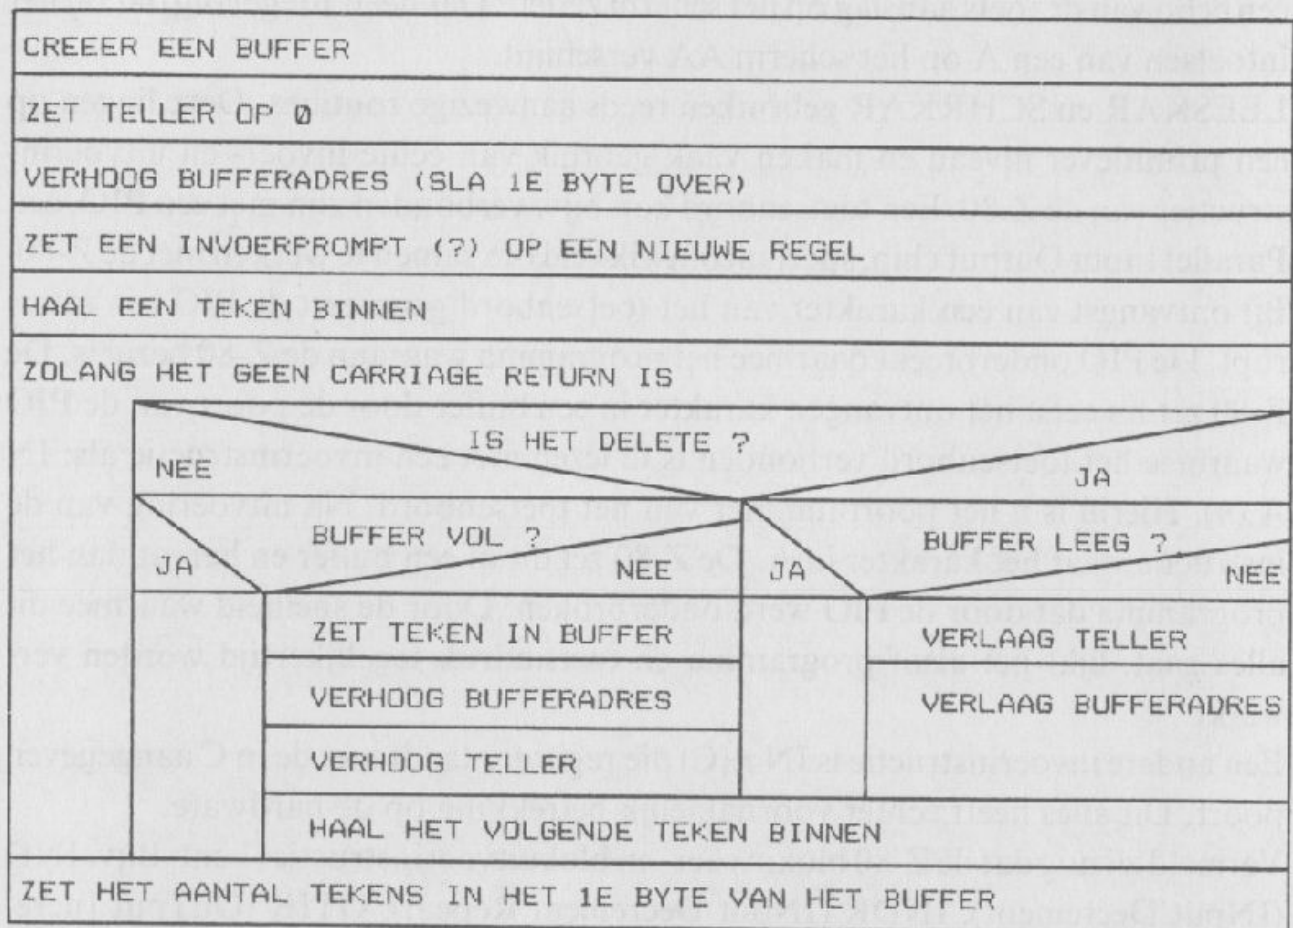 CREEER EEN BUFFER
ZET TELLER OP 0
VERHOOG BUFFERADRES (SLA 1E BYTE OVER)
ZET EEN INVOERPROMPT (?) OP EEN NIEUWE REGEL
HAAL EEN TEKEN BINNEN
ZOLANG HET GEEN CARRIAGE RETURN IS
IS HET DELETE ?
NEE
JA
BUFFER VOL ?
BUFFER LEEG ?
JA
NEE
JA
NEE
ZET TEKEN IN BUFFER
VERLAAG TELLER
VERHOOG BUFFERADRES
VERLAAG BUFFERADRES
VERHOOG TELLER
HAAL HET VOLGENDE TEKEN BINNEN
ZET HET AANTAL TEKENS IN HET 1E BYTE VAN HET BUFFER